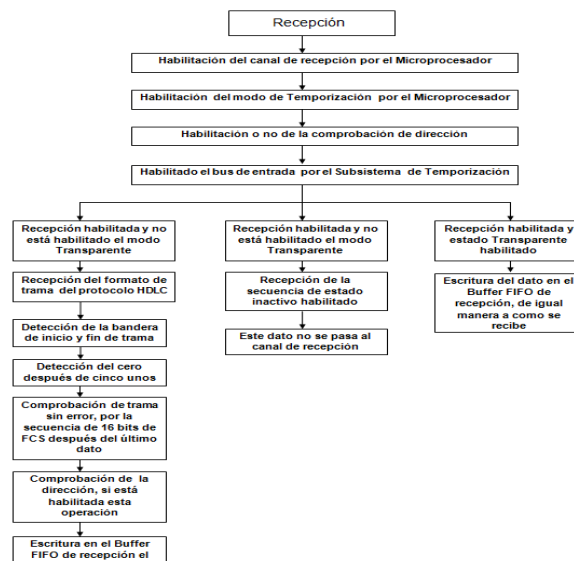 Recepción
Habilitación del canal de recepción por el Microprocesador
Habilitación del modo de Temporización por el Microprocesador
Habilitación o no de la comprobación de dirección
Habilitado el bus de entrada por el Subsistema de Temporización
Recepción habilitada y no
está habilitado el modo
Transparente
Recepción del formato de
trama del protocolo HDLC
Detección de la bandera
de inicio y fin de trama
Detección del cero
después de cinco unos
Comprobación de trama
sin error, por la
secuencia de 16 bits de
FCS después del último
dato
Comprobación de la
dirección, si está
habilitada esta
operación
Escritura en el Buffer
FIFO de recepción el
Recepción habilitada y no
está habilitado el modo
Transparente
Recepción de la
secuencia de estado
inactivo habilitado
Este dato no se pasa al
canal de recepción
Recepción habilitada y
estado Transparente
habilitado
Escritura del dato en el
Buffer FIFO de
recepción, de igual
manera a como se
recibe